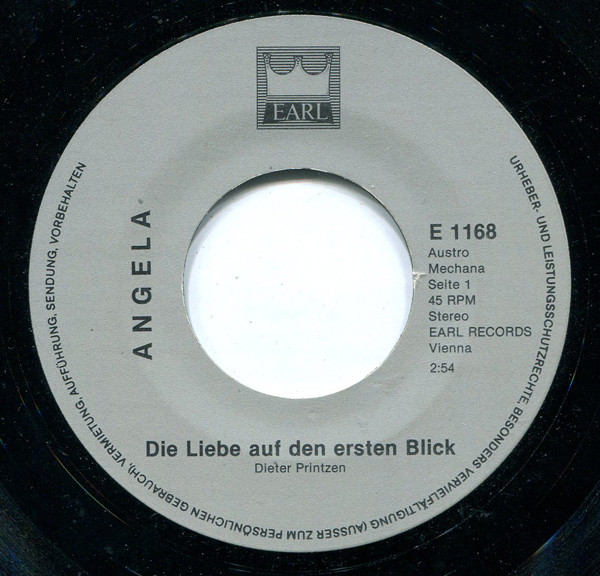 EARL
ANGELA
E 1168
Austro
Mechana
Seite 1
45 RPM
Stereo
EARL RECORDS
Vienna
2:54
Die Liebe auf den ersten Blick
Dieter Printzen
URHEBER- UND LEISTUNGSSCHUTZRECHTE, BESONDERS VERVIELFÄLTIGUNG (AUSSER ZUM PERSÖNLICHEN GEBRAUCH), VERMIETUNG, AUFFÜHRUNG, SENDUNG, VORBEHALTEN